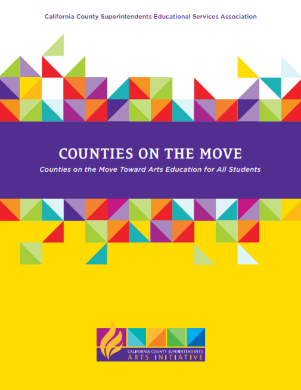 California County Superintendents Educational Services Association
COUNTIES ON THE MOVE
Counties on the Move Toward Arts Education for All Students
CALIFORNIA COUNTY SUPERINTENDENTS
ARTS INITIATIVE